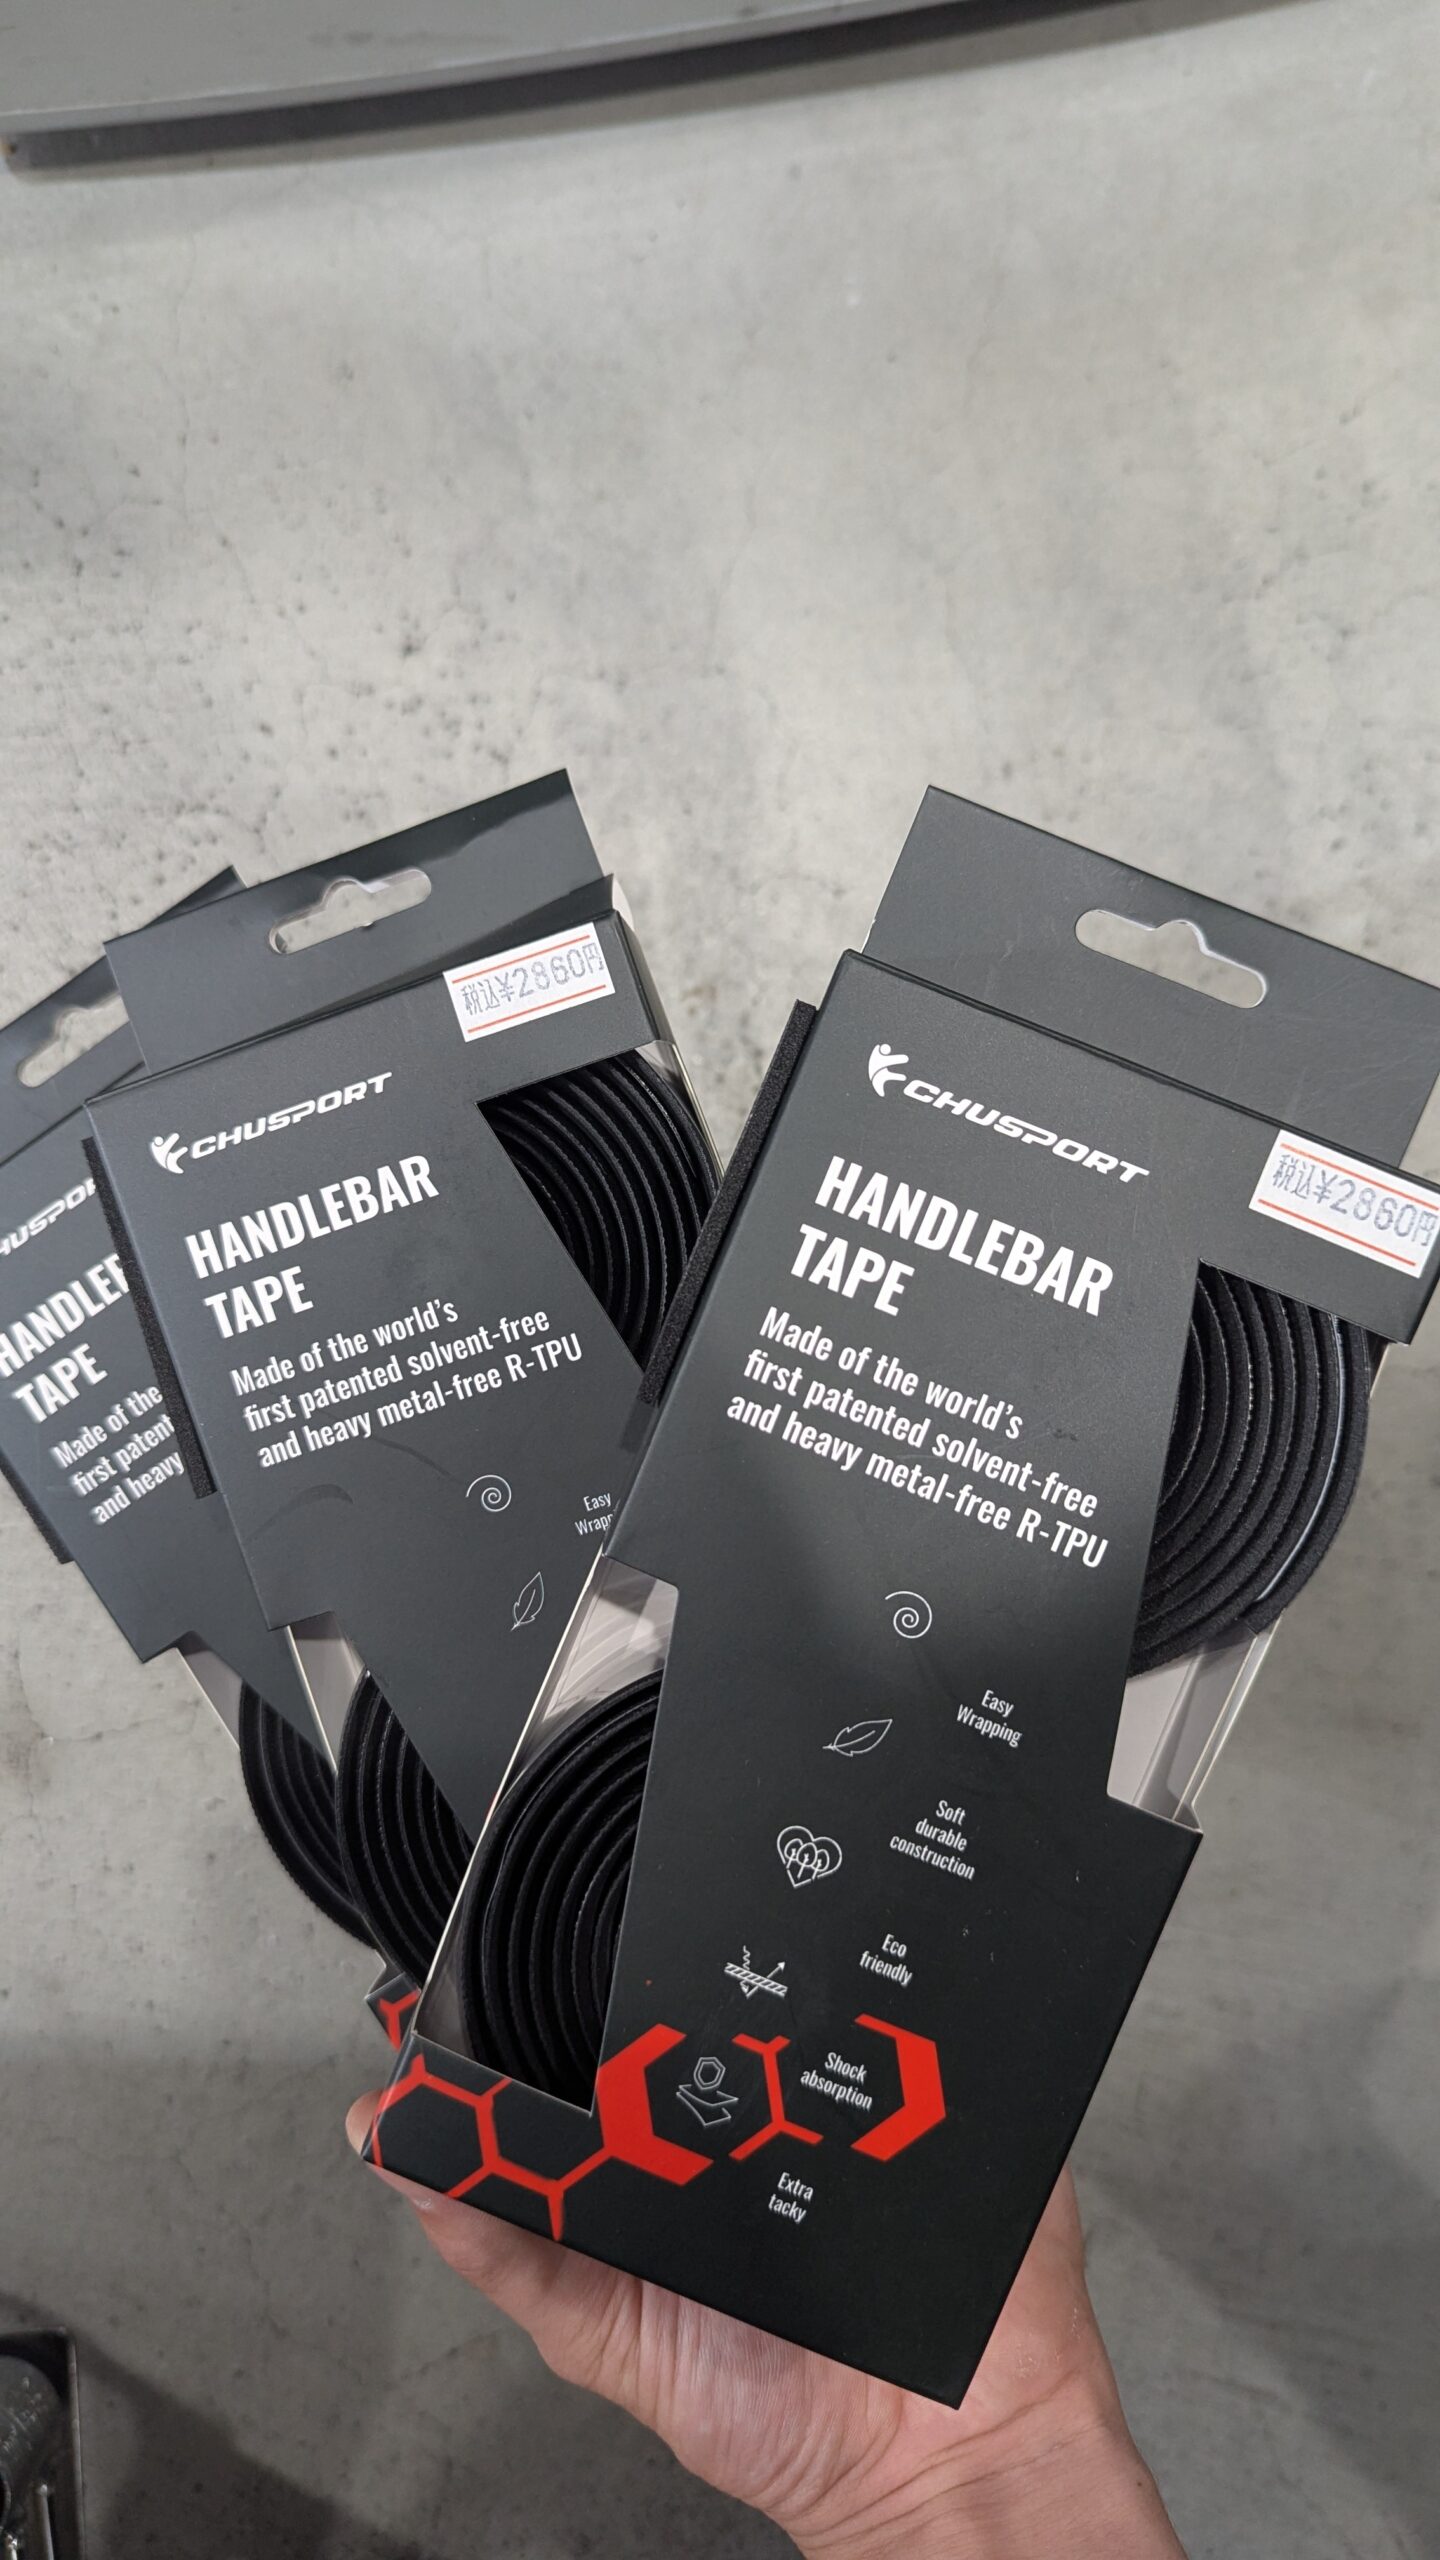 HUSPOR
HANDLEB
TAPE
Made of the
first patent
and heavy
税込¥2860円
CHUSPORT
HANDLEBAR
TAPE
Made of the world's
first patented solvent-free
and heavy metal-free R-TPU
Easy
Wrapp
税込¥2860円
CHUSPORT
HANDLEBAR
TAPE
Made of the world's
first patented solvent-free
and heavy metal-free R-TPU
Easy
Wrapping
Soft
durable
construction
Eco
friendly
Shock
absorption
Extra
tacky